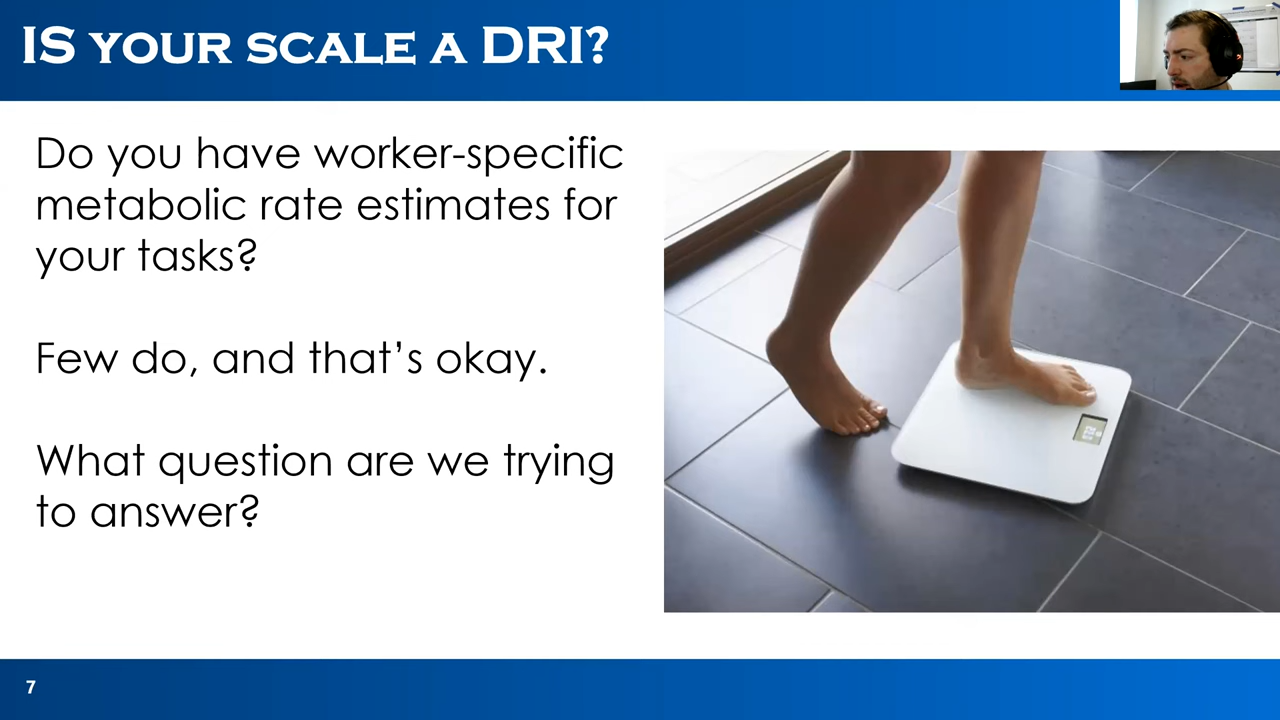 IS YOUR SCALE A DRI?
Do you have worker-specific
metabolic rate estimates for
your tasks?
Few do, and that’s okay.
What question are we trying
to answer?
7